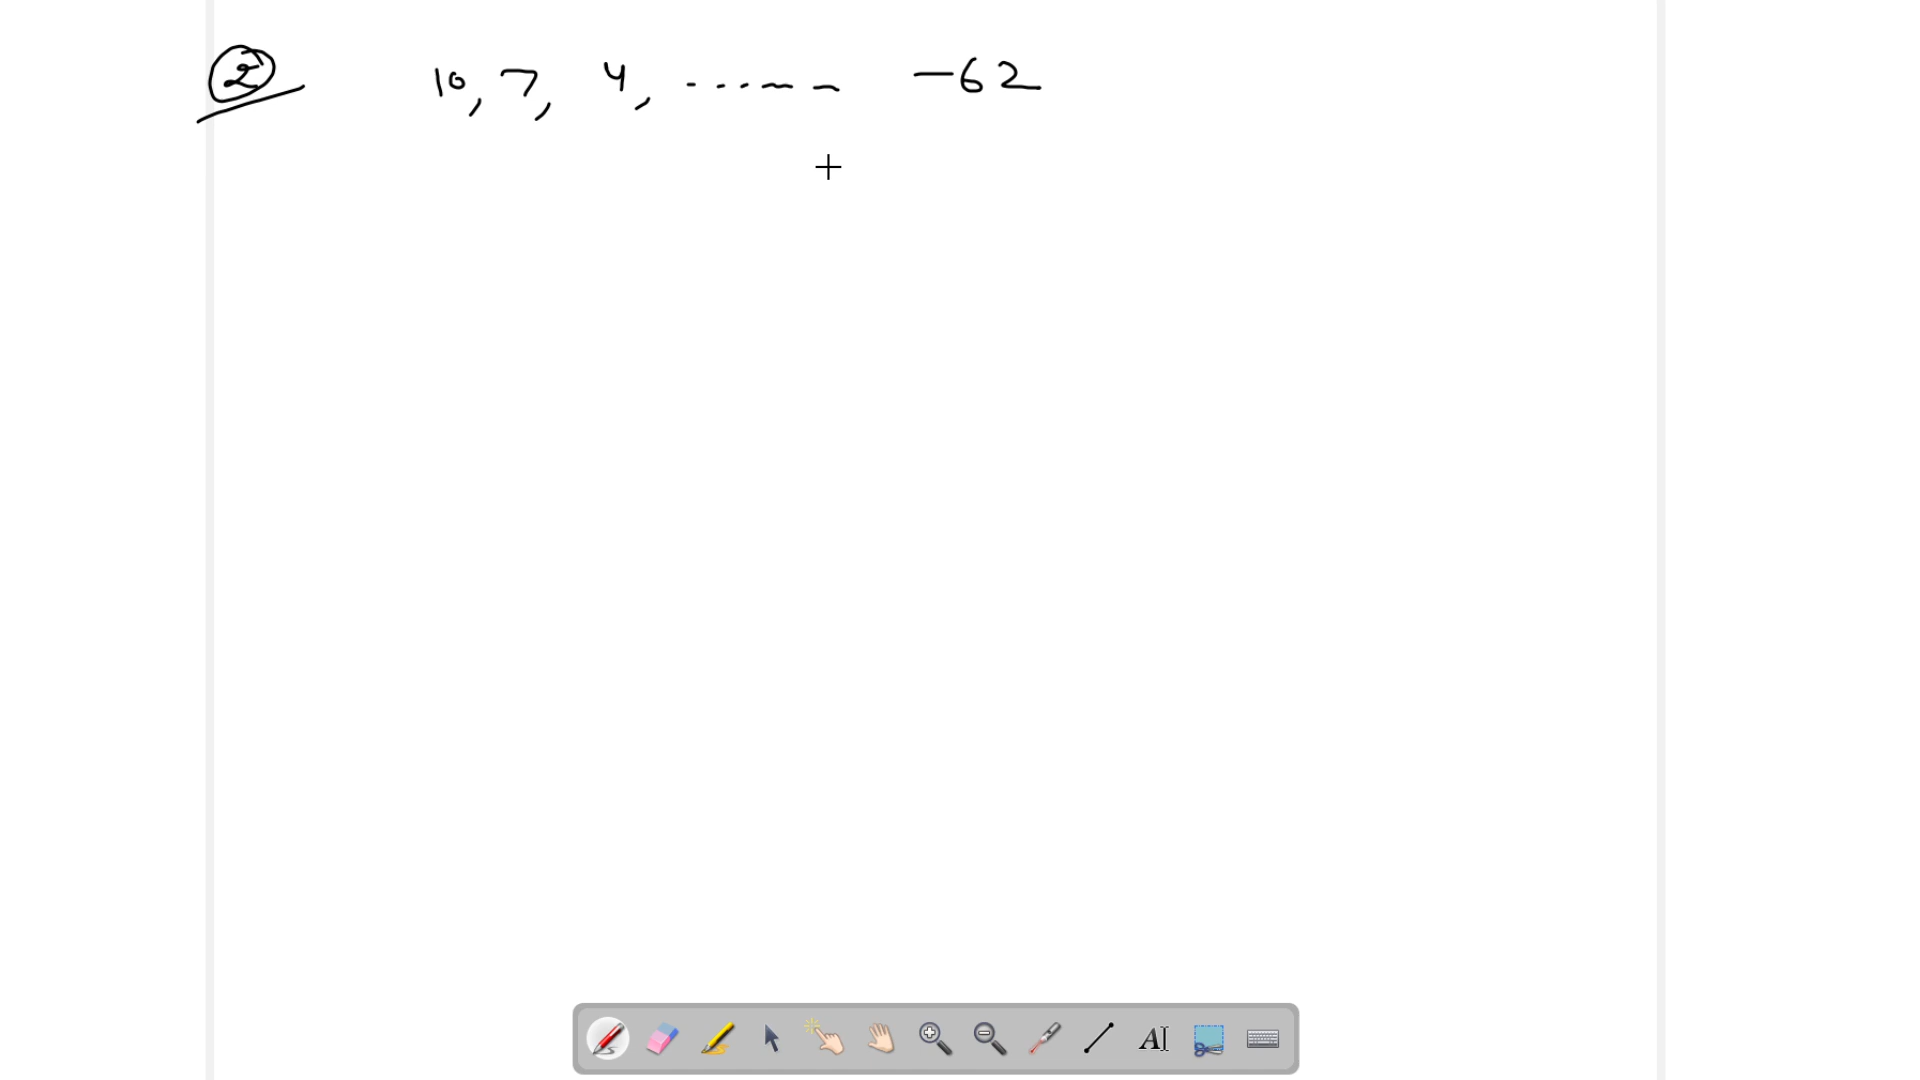 ② 10, 7, 4, ........ -62